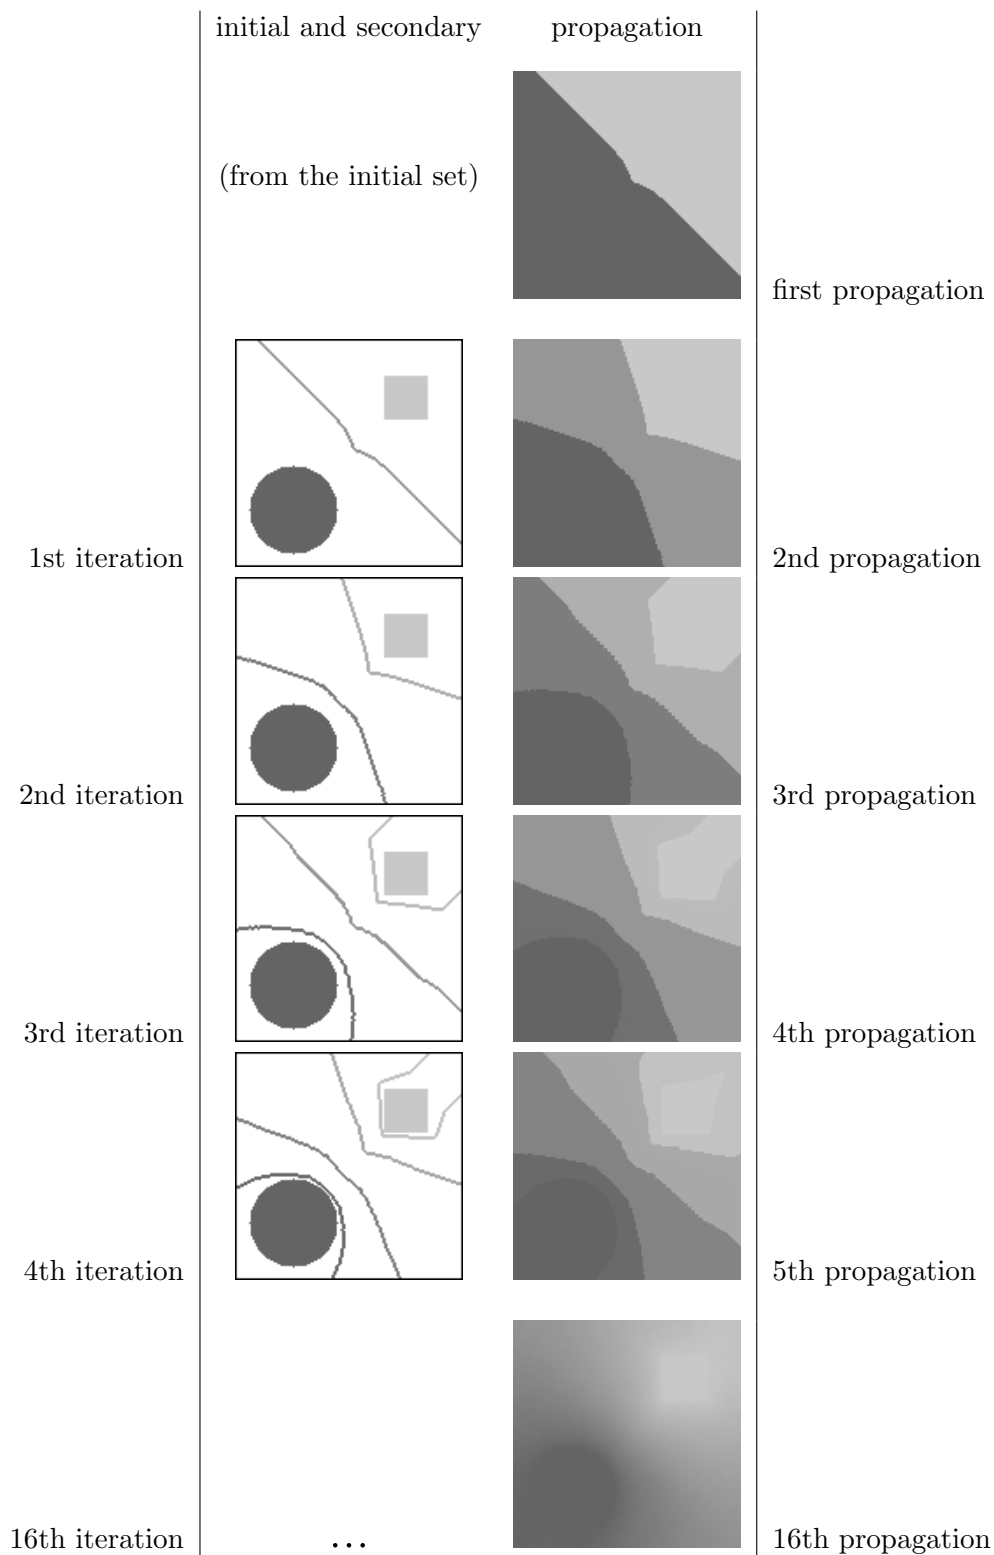 initial and secondary propagation
(from the initial set)
first propagation
1st iteration 2nd propagation
2nd iteration 3rd propagation
3rd iteration 4th propagation
4th iteration 5th propagation
16th iteration ... 16th propagation